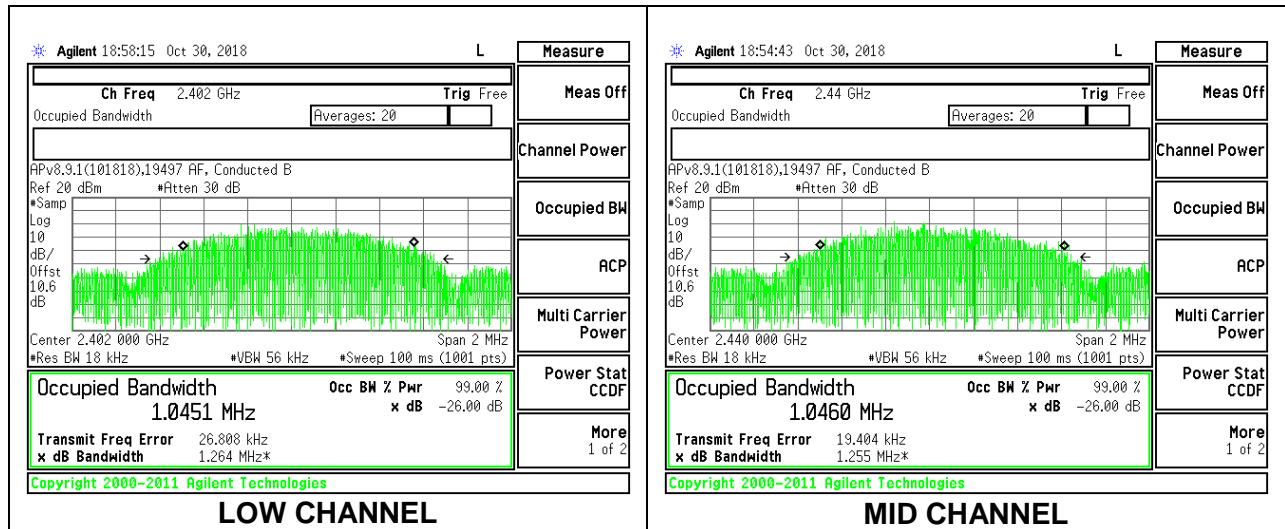 Agilent 18:58:15 Oct 30, 2018 L
Measure
Ch Freq 2.402 GHz Trig Free
Occupied Bandwidth Averages: 20
APv8.9.1(101818),19497 AF, Conducted B
Ref 20 dBm #Atten 30 dB
#Samp
Log
10
dB/
Offst
10.6
dB
Center 2.402 000 GHz Span 2 MHz
#Res BW 18 kHz #VBW 56 kHz #Sweep 100 ms (1001 pts)
Occupied Bandwidth Occ BW % Pwr 99.00 %
1.0451 MHz x dB -26.00 dB
Transmit Freq Error 26.808 kHz
x dB Bandwidth 1.264 MHz*
Copyright 2000-2011 Agilent Technologies
Meas Off
Channel Power
Occupied BW
ACP
Multi Carrier
Power
Power Stat
CCDF
More
1 of 2
LOW CHANNEL
Agilent 18:54:43 Oct 30, 2018 L
Measure
Ch Freq 2.44 GHz Trig Free
Occupied Bandwidth Averages: 20
APv8.9.1(101818),19497 AF, Conducted B
Ref 20 dBm #Atten 30 dB
#Samp
Log
10
dB/
Offst
10.6
dB
Center 2.440 000 GHz Span 2 MHz
#Res BW 18 kHz #VBW 56 kHz #Sweep 100 ms (1001 pts)
Occupied Bandwidth Occ BW % Pwr 99.00 %
1.0460 MHz x dB -26.00 dB
Transmit Freq Error 19.404 kHz
x dB Bandwidth 1.255 MHz*
Copyright 2000-2011 Agilent Technologies
Meas Off
Channel Power
Occupied BW
ACP
Multi Carrier
Power
Power Stat
CCDF
More
1 of 2
MID CHANNEL